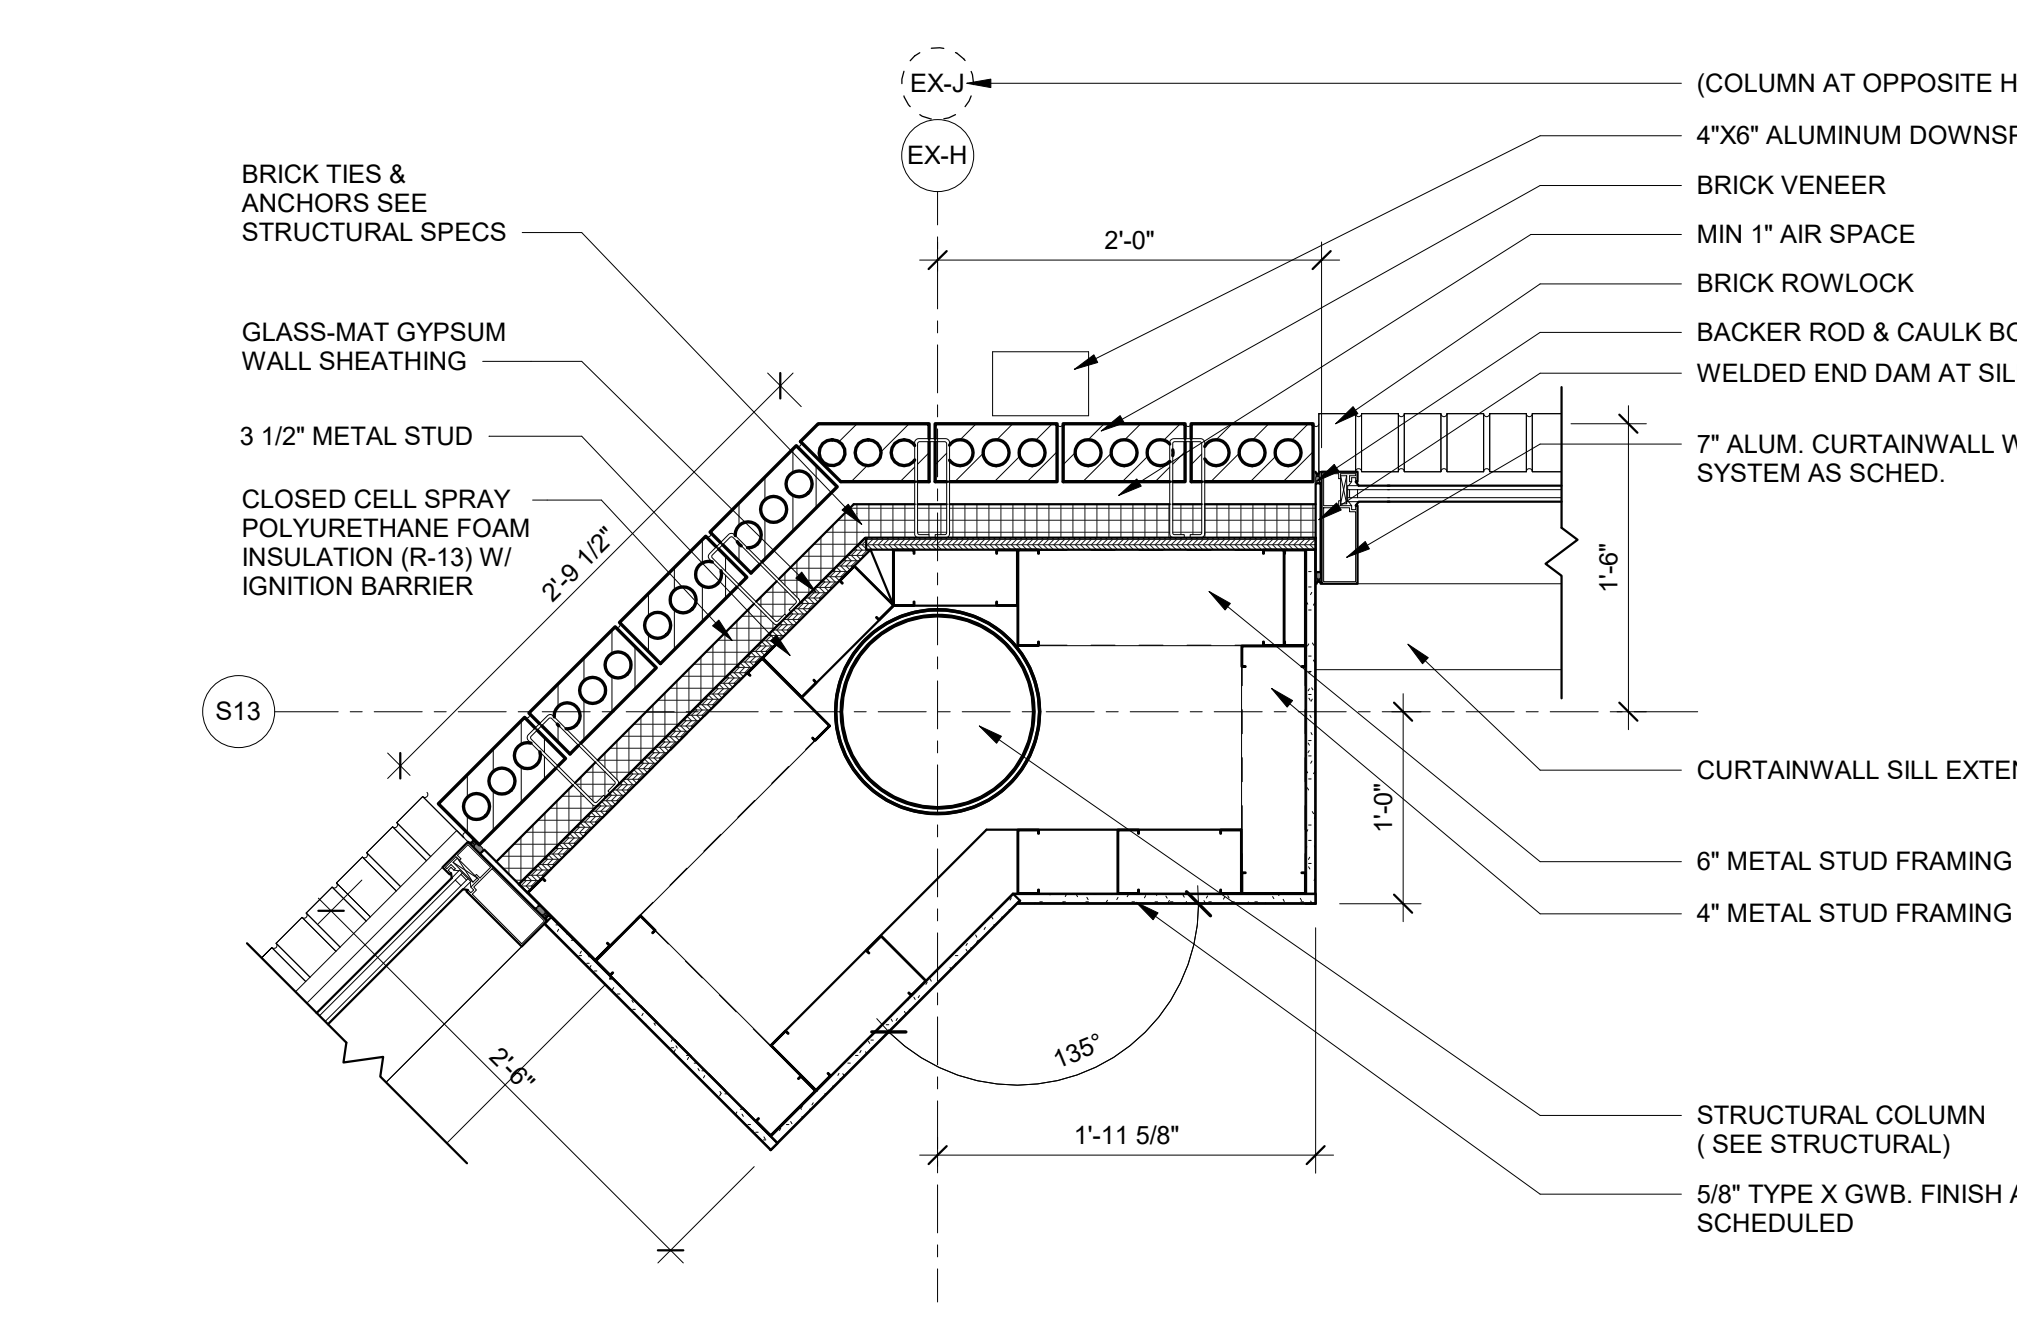 EX-J
EX-H
(COLUMN AT OPPOSITE H
4"X6" ALUMINUM DOWNSP
BRICK VENEER
MIN 1" AIR SPACE
BRICK ROWLOCK
BACKER ROD & CAULK BO
WELDED END DAM AT SIL
7" ALUM. CURTAINWALL W
SYSTEM AS SCHED.
BRICK TIES &
ANCHORS SEE
STRUCTURAL SPECS
GLASS-MAT GYPSUM
WALL SHEATHING
3 1/2" METAL STUD
CLOSED CELL SPRAY
POLYURETHANE FOAM
INSULATION (R-13) W/
IGNITION BARRIER
2'-0"
2'-9 1/2"
1'-6"
S13
1'-0"
CURTAINWALL SILL EXTEN
6" METAL STUD FRAMING
4" METAL STUD FRAMING
2'-6"
135°
1'-11 5/8"
STRUCTURAL COLUMN
( SEE STRUCTURAL)
5/8" TYPE X GWB. FINISH A
SCHEDULED